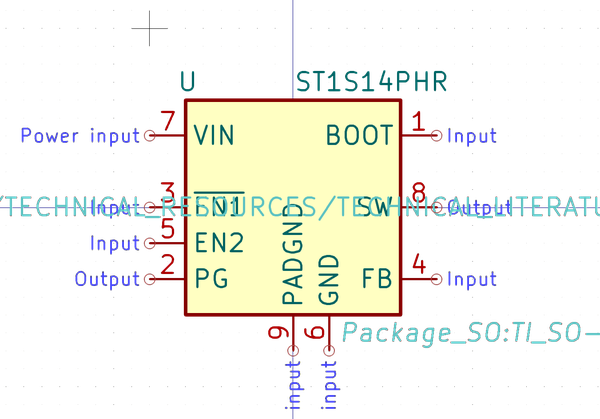 U ST1S14PHR
7 1
Power input VIN BOOT Input
3 8
Input EN1 SW Output
/TECHNICAL_RESOURCES/TECHNICAL_LITERATU
5
Input EN2
2 4
Output PG FB Input
PADGND
GND
9 6
Package_SO:TI_SO-
input
input